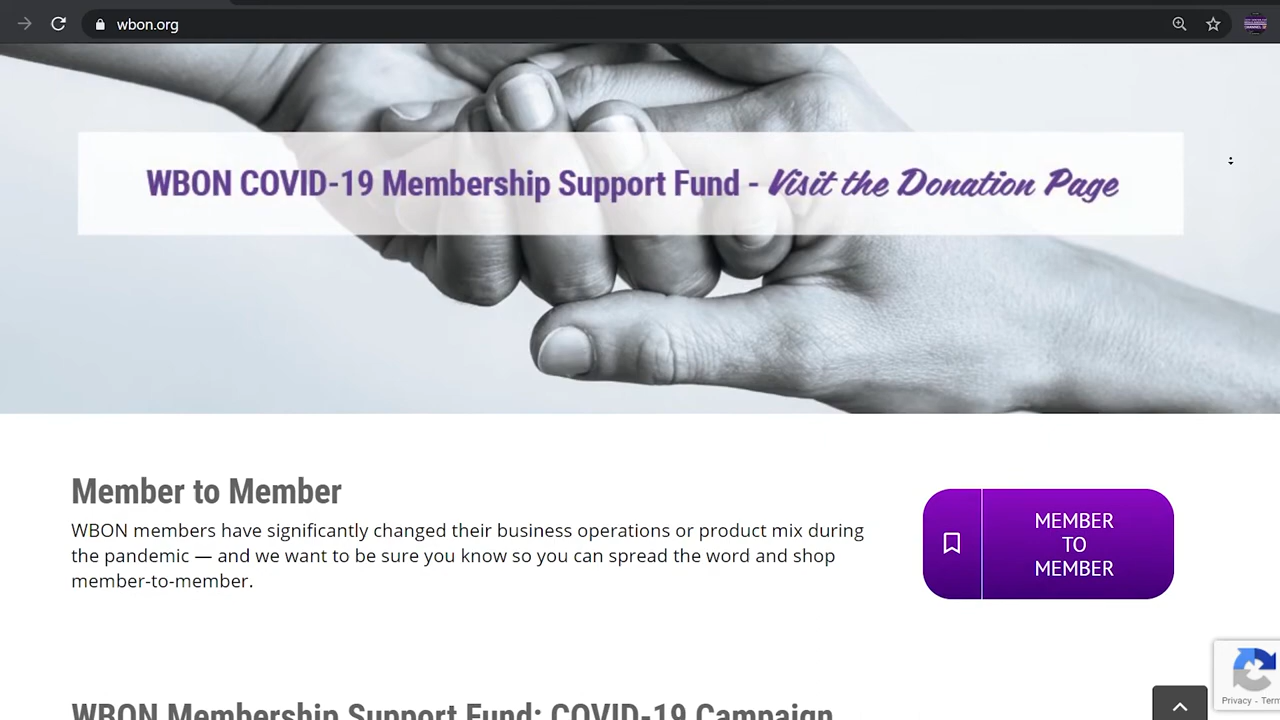 wbon.org
WBON COVID-19 Membership Support Fund - Visit the Donation Page
Member to Member
WBON members have significantly changed their business operations or product mix during
the pandemic — and we want to be sure you know so you can spread the word and shop
member-to-member.
MEMBER
TO
MEMBER
WBON Membership Support Fund: COVID-19 Campaign
Privacy - Term